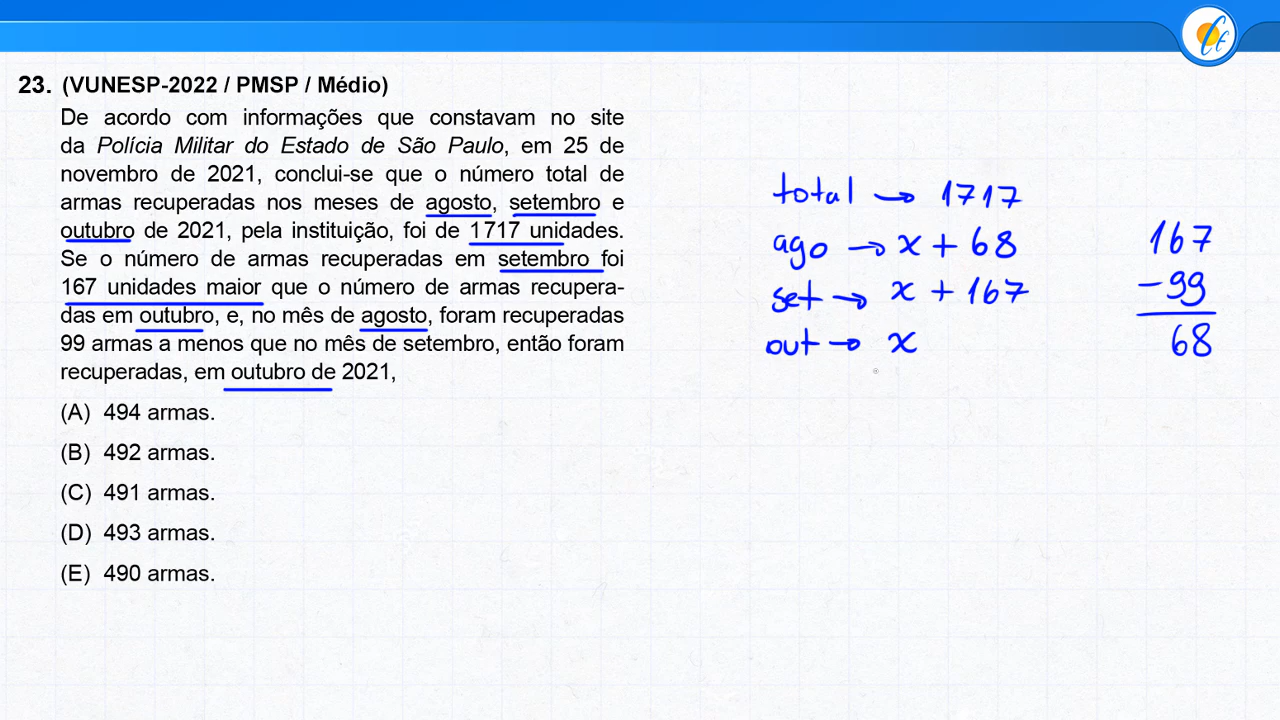 23. (VUNESP-2022 / PMSP / Médio)
De acordo com informações que constavam no site
da Polícia Militar do Estado de São Paulo, em 25 de
novembro de 2021, conclui-se que o número total de
armas recuperadas nos meses de agosto, setembro e
outubro de 2021, pela instituição, foi de 1717 unidades.
Se o número de armas recuperadas em setembro foi
167 unidades maior que o número de armas recupera-
das em outubro, e, no mês de agosto, foram recuperadas
99 armas a menos que no mês de setembro, então foram
recuperadas, em outubro de 2021,
(A) 494 armas.
(B) 492 armas.
(C) 491 armas.
(D) 493 armas.
(E) 490 armas.
total → 1717
ago → x + 68
set → x + 167
out → x
167
-99
68